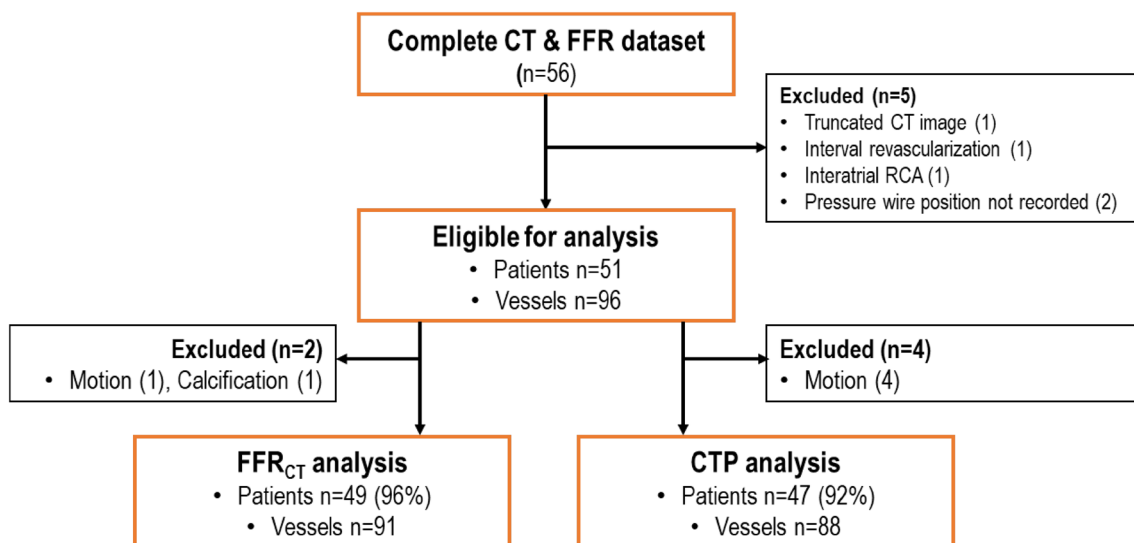 Complete CT & FFR dataset
(n=56)
Excluded (n=5)
• Truncated CT image (1)
• Interval revascularization (1)
• Interatrial RCA (1)
• Pressure wire position not recorded (2)
Eligible for analysis
• Patients n=51
• Vessels n=96
Excluded (n=2)
• Motion (1), Calcification (1)
Excluded (n=4)
• Motion (4)
FFRCT analysis
• Patients n=49 (96%)
• Vessels n=91
CTP analysis
• Patients n=47 (92%)
• Vessels n=88